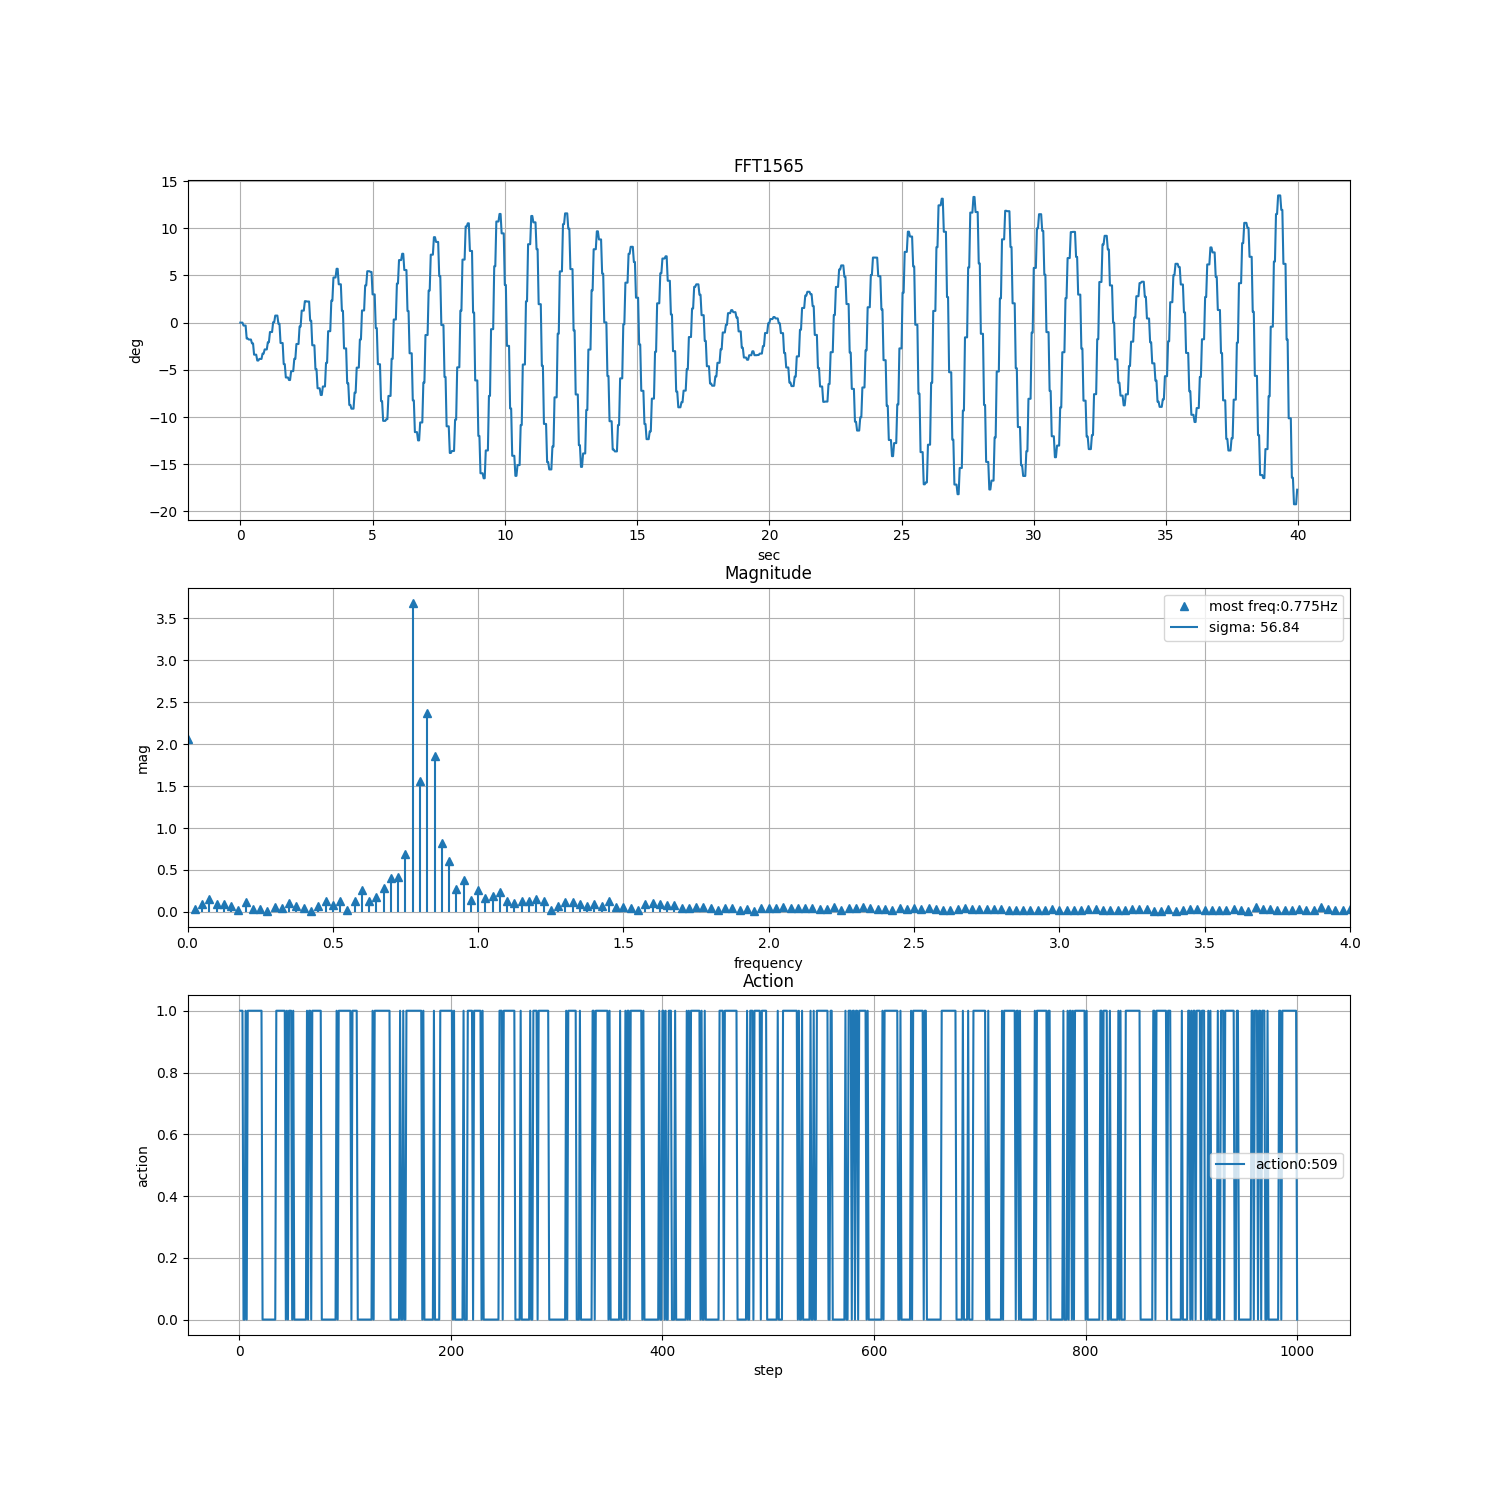 FFT1565
15
10
5
0
−5
−10
−15
−20
deg
0 5 10 15 20 25 30 35 40
sec
Magnitude
3.5
3.0
2.5
2.0
1.5
1.0
0.5
0.0
mag
most freq:0.775Hz
sigma: 56.84
0.0 0.5 1.0 1.5 2.0 2.5 3.0 3.5 4.0
frequency
Action
1.0
0.8
0.6
0.4
0.2
0.0
action
action0:509
0 200 400 600 800 1000
step